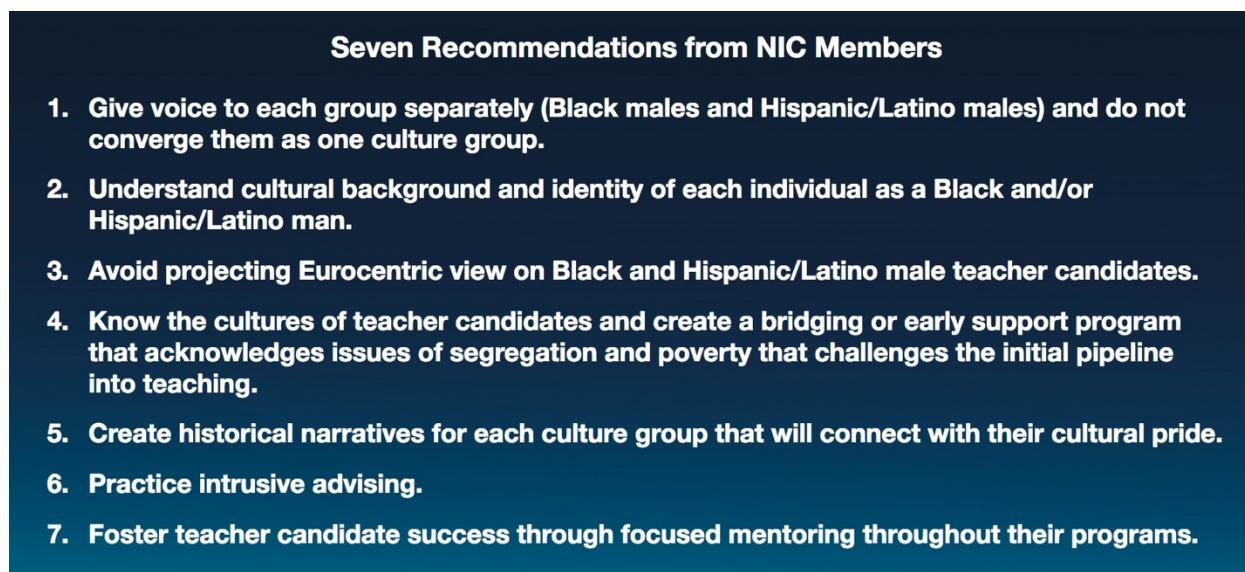 Seven Recommendations from NIC Members
1. Give voice to each group separately (Black males and Hispanic/Latino males) and do not
converge them as one culture group.
2. Understand cultural background and identity of each individual as a Black and/or
Hispanic/Latino man.
3. Avoid projecting Eurocentric view on Black and Hispanic/Latino male teacher candidates.
4. Know the cultures of teacher candidates and create a bridging or early support program
that acknowledges issues of segregation and poverty that challenges the initial pipeline
into teaching.
5. Create historical narratives for each culture group that will connect with their cultural pride.
6. Practice intrusive advising.
7. Foster teacher candidate success through focused mentoring throughout their programs.